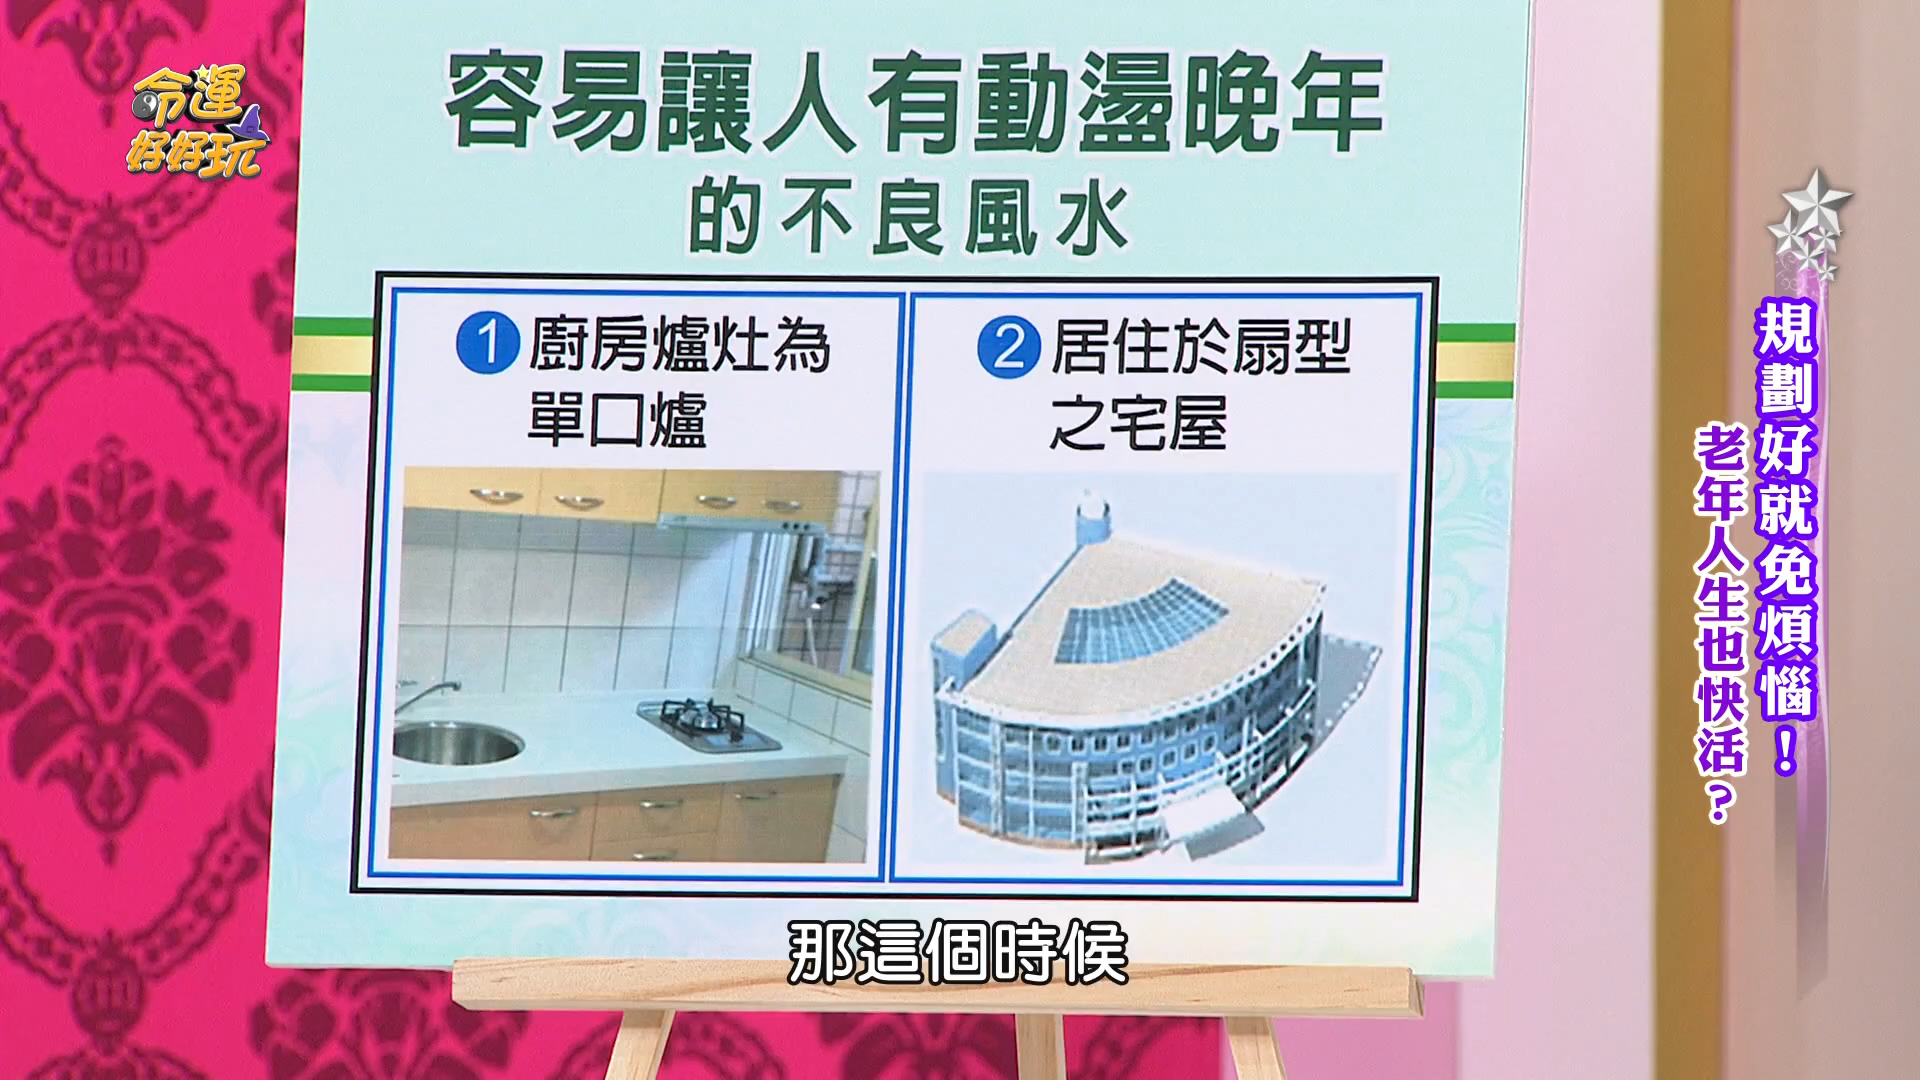 命運
好好玩
容易讓人有動盪晚年
的不良風水
1 廚房爐灶為
單口爐
2 居住於扇型
之宅屋
規劃好就免煩惱！
老年人生也快活？
那這個時候